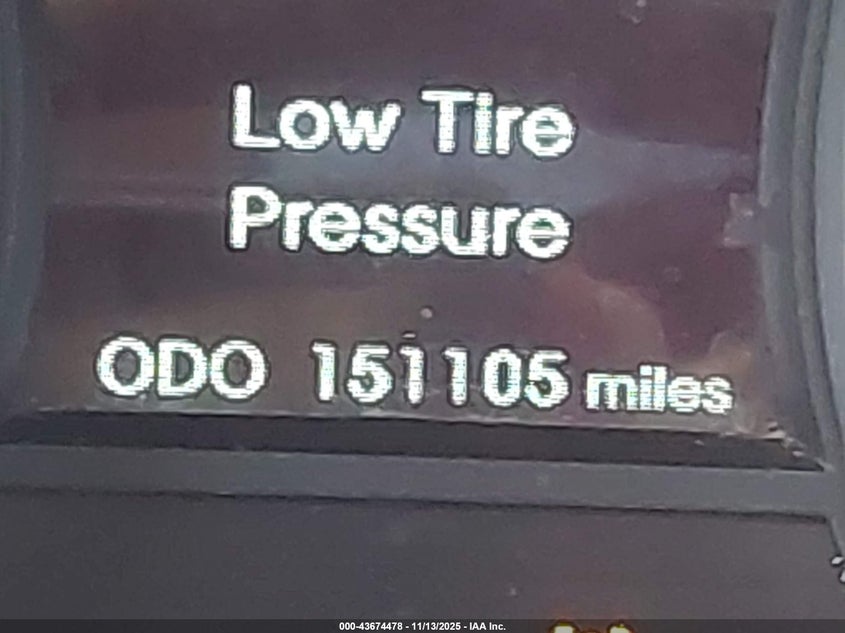 Low Tire
Pressure
ODO 151105 miles
000-43674478 - 11/13/2025 - IAA Inc.